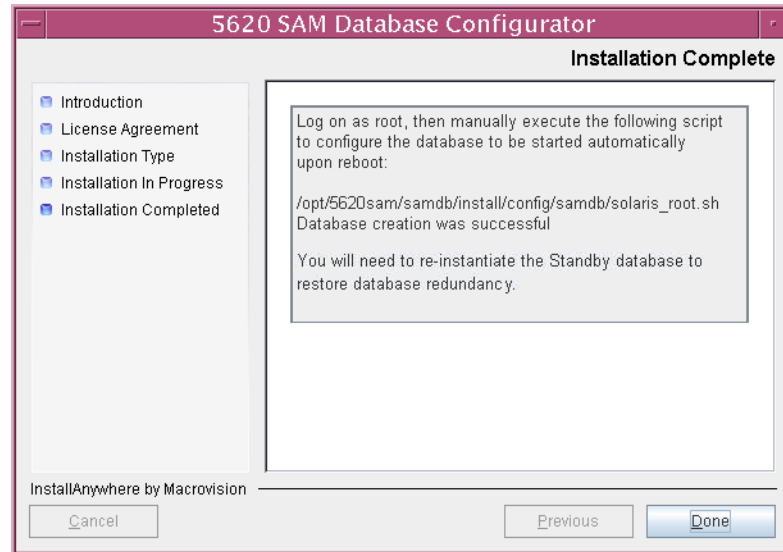 5620 SAM Database Configurator
Installation Complete
Introduction
License Agreement
Installation Type
Installation In Progress
Installation Completed
Log on as root, then manually execute the following script
to configure the database to be started automatically
upon reboot:
/opt/5620sam/samdb/install/config/samdb/solaris_root.sh
Database creation was successful
You will need to re-instantiate the Standby database to
restore database redundancy.
InstallAnywhere by Macrovision
Cancel
Previous
Done